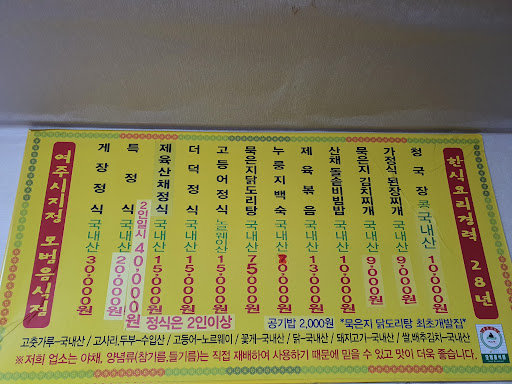 한식요리경력 28년
청국장 콩국내산 10,000원
가정식된장찌개 국내산 9,000원
묵은지 김치찌개 국내산 9,000원
산채 돌솥비빔밥 국내산 10,000원
제육볶음 국내산 13,000원
누룽지백숙 국내산 70,000원
묵은지닭도리탕 국내산 75,000원
고등어정식 노르웨이산 15,000원
더덕정식 국내산 15,000원
제육산채정식 국내산 15,000원
특정식 국내산 20,000원
2인일시 40,000원
게장정식 국내산 30,000원
여주시지정 모범음식점
정식은 2인이상
공기밥 2,000원 *묵은지 닭도리탕 최초개발집*
고춧가루-국내산 / 고사리,두부-수입산 / 고등어-노르웨이 / 꽃게-국내산 / 닭-국내산 / 돼지고기-국내산 / 쌀,배추김치-국내산
※저희 업소는 야채, 양념류(참기름,들기름)는 직접 재배하여 사용하기 때문에 믿을 수 있고 맛이 더욱 좋습니다.